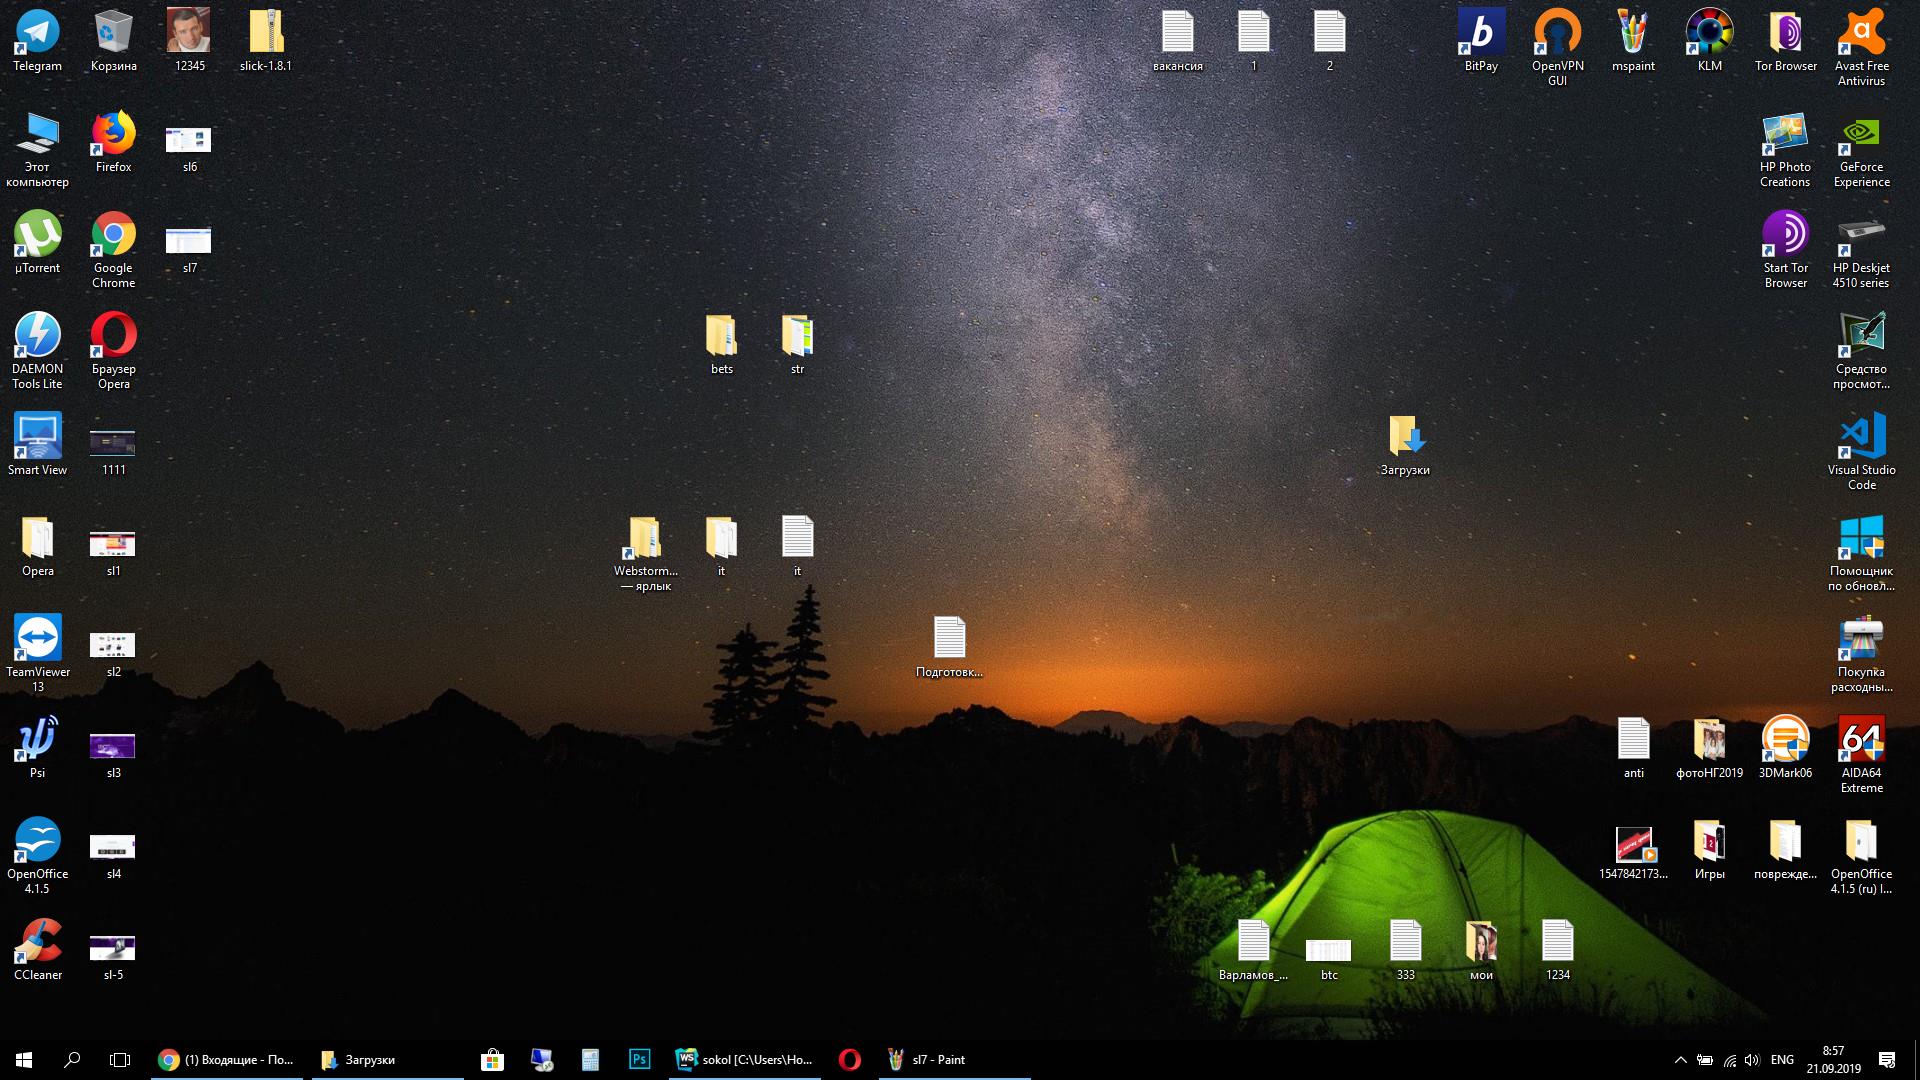 Telegram
Корзина
12345
slick-1.8.1
вакансия
1
2
BitPay
OpenVPN
GUI
mspaint
KLM
Tor Browser
Avast Free
Antivirus
Этот
компьютер
Firefox
sl6
HP Photo
Creations
GeForce
Experience
µTorrent
Google
Chrome
sl7
Start Tor
Browser
HP Deskjet
4510 series
DAEMON
Tools Lite
Браузер
Opera
bets
str
Средство
просмот...
Smart View
1111
Загрузки
Visual Studio
Code
Opera
sl1
Webstorm...
— ярлык
it
it
Помощник
по обновл...
TeamViewer
13
sl2
Подготовк...
Покупка
расходны...
Psi
sl3
anti
фотоНГ2019
3DMark06
64
AIDA64
Extreme
OpenOffice
4.1.5
sl4
1547842173...
Игры
поврежде...
OpenOffice
4.1.5 (ru) I...
CCleaner
sl-5
Варламов_...
btc
333
мои
1234
(1) Входящие - По...
Загрузки
Ps
WS
sokol [C:\Users\Ho...
sl7 - Paint
ENG
8:57
21.09.2019